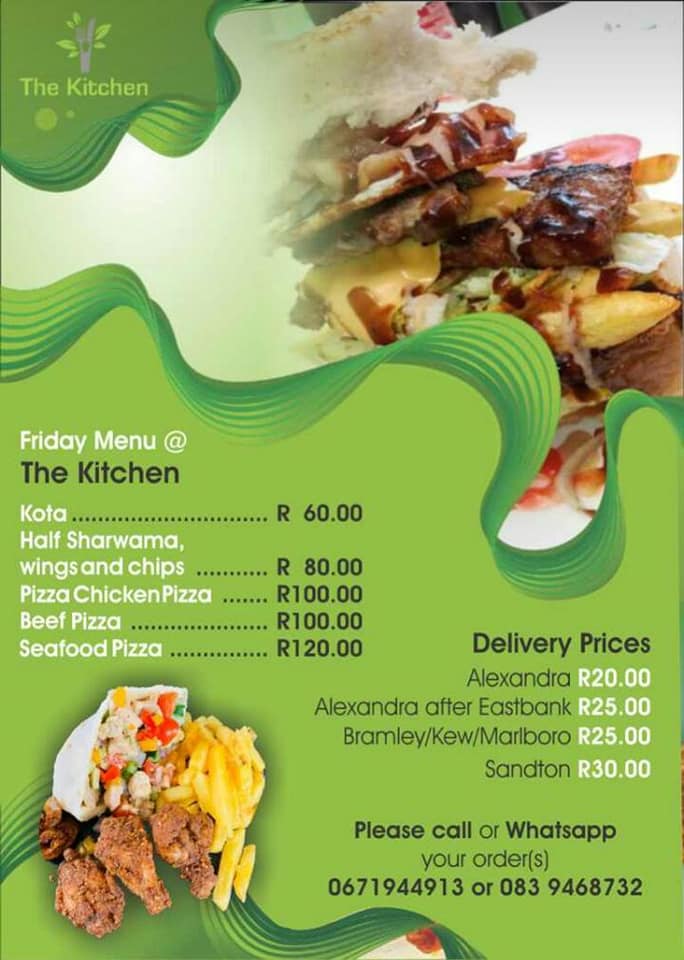 The Kitchen
Friday Menu @
The Kitchen
Kota .............................. R 60.00
Half Sharwama,
wings and chips ........... R 80.00
Pizza Chicken Pizza ....... R100.00
Beef Pizza ..................... R100.00
Seafood Pizza ............... R120.00
Delivery Prices
Alexandra R20.00
Alexandra after Eastbank R25.00
Bramley/Kew/Marlboro R25.00
Sandton R30.00
Please call or Whatsapp
your order(s)
0671944913 or 083 9468732